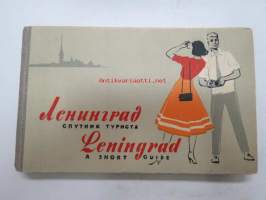 Ленинград
СПУТНИК ТУРИСТА
Leningrad
A SHORT GUIDE
antikvariaatti.net